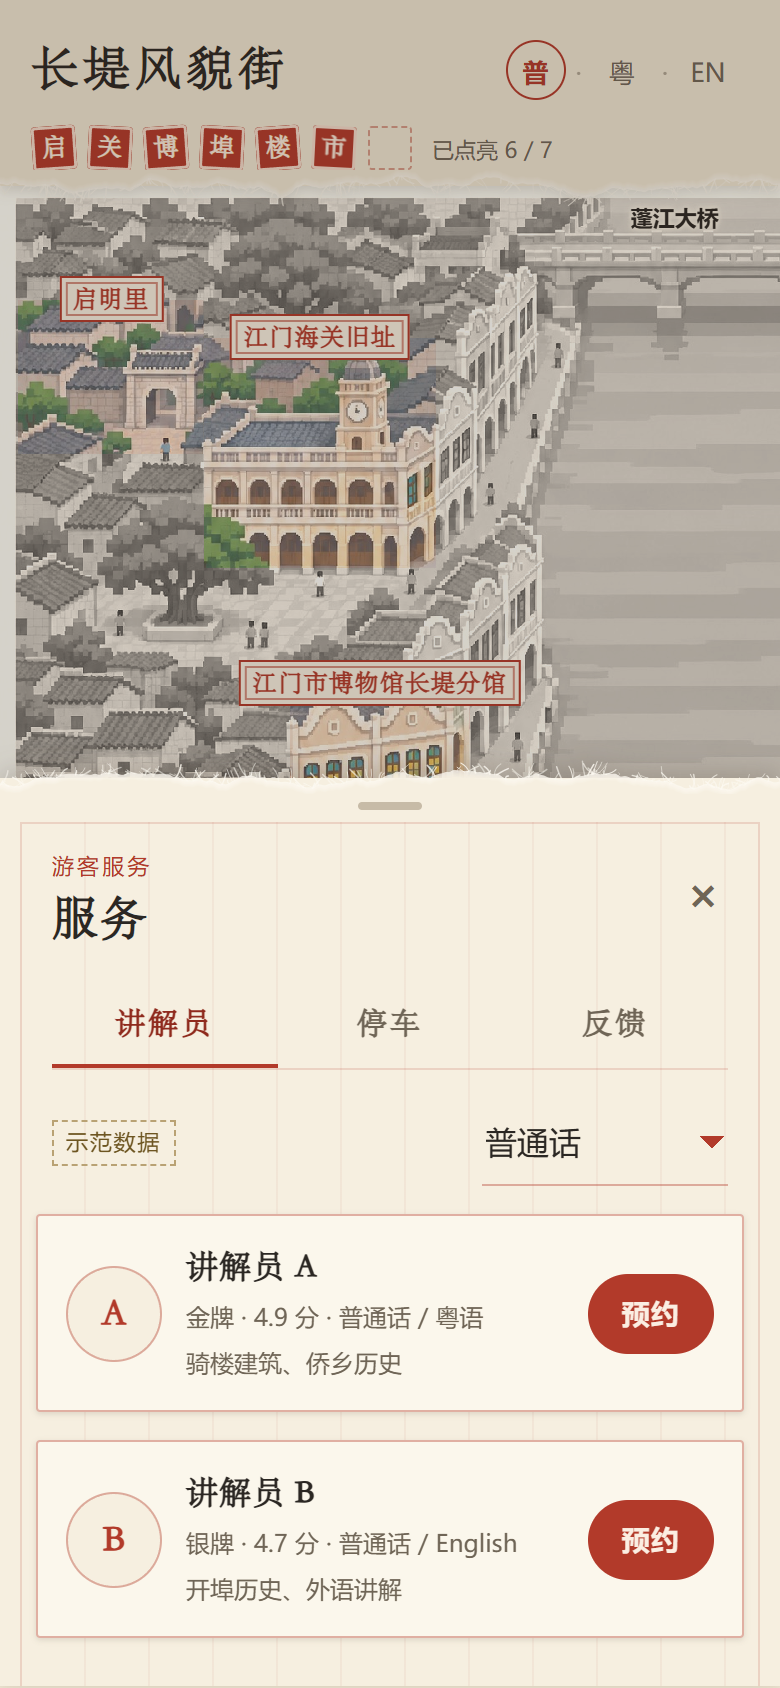 长堤风貌街
普 · 粤 · EN
启 关 博 埠 楼 市 已点亮 6 / 7
蓬江大桥
启明里
江门海关旧址
江门市博物馆长堤分馆
游客服务
服务
×
讲解员 停车 反馈
示范数据 普通话
讲解员 A
A
金牌 · 4.9 分 · 普通话 / 粤语
骑楼建筑、侨乡历史
预约
讲解员 B
B
银牌 · 4.7 分 · 普通话 / English
开埠历史、外语讲解
预约